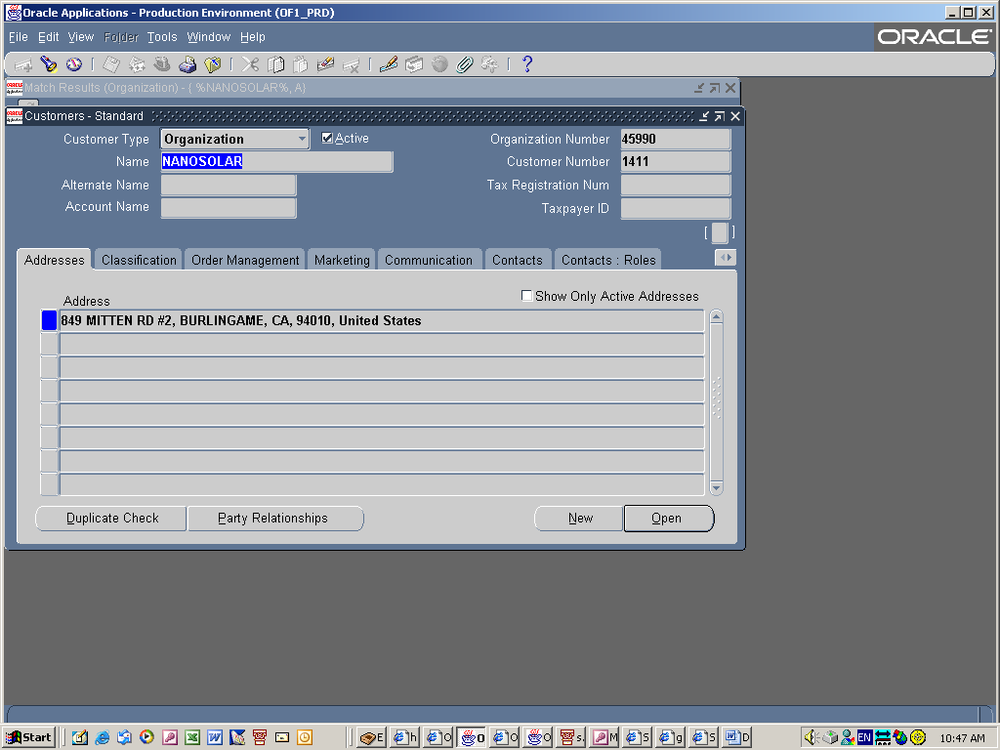 Oracle Applications - Production Environment (OF1_PRD)
File Edit View Folder Tools Window Help
ORACLE
Match Results (Organization) - { %NANOSOLAR%, A}
Customers - Standard
Customer Type Organization Active Organization Number 45990
Name NANOSOLAR Customer Number 1411
Alternate Name Tax Registration Num
Account Name Taxpayer ID
[ ]
Addresses Classification Order Management Marketing Communication Contacts Contacts : Roles
Show Only Active Addresses
Address
849 MITTEN RD #2, BURLINGAME, CA, 94010, United States
Duplicate Check Party Relationships New Open
Start E h O O O O s. M S g S D EN 10:47 AM